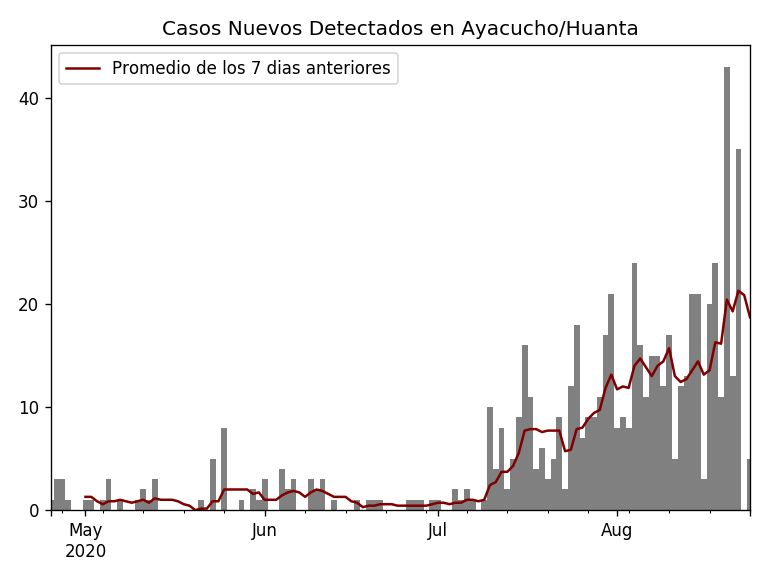 Casos Nuevos Detectados en Ayacucho/Huanta
Promedio de los 7 dias anteriores
40
30
20
10
0
May Jun Jul Aug
2020